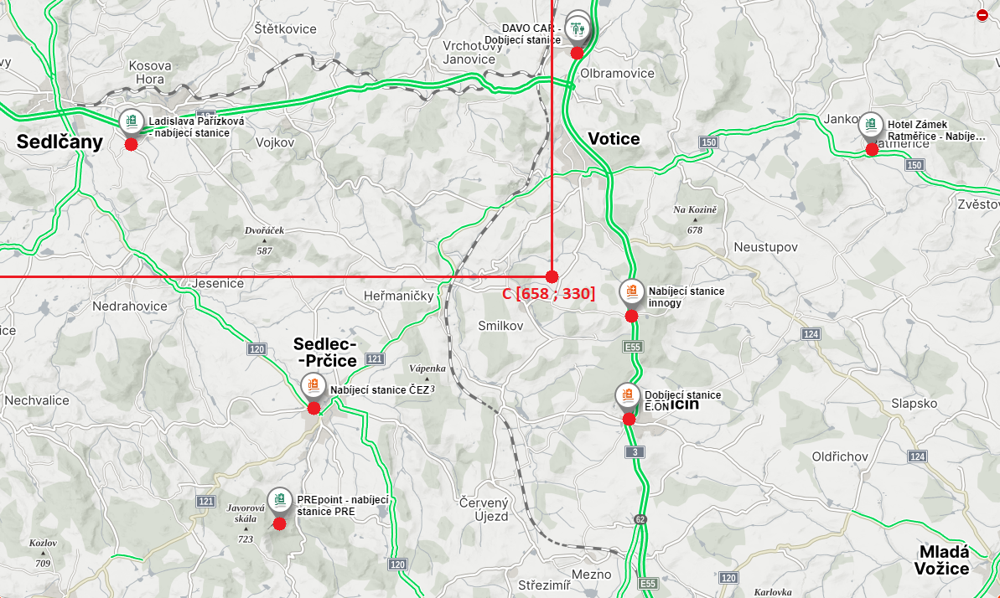 Štětkovice
DAVO CAR -
Dobíjecí stanice
Vrchotovy
Janovice
Kosova
Hora
Olbramovice
Ladislava Pařízková
- nabíjecí stanice
Sedlčany
Vojkov
Votice
150
Hotel Zámek
Ratměřice - Nabíje...
150
Zvěstov
Na Kozině
678
Dvořáček
587
Neustupov
Jesenice
C [658 ; 330]
Heřmaničky
Nabíjecí stanice
innogy
Nedrahovice
Smilkov
124
Sedlec-
-Prčice
120
121
E55
Vápenka
Nabíjecí stanice ČEZ
Dobíjecí stanice
E.ON
Nechvalice
Slapsko
3
Oldřichov
124
121
PREpoint - nabíjecí
stanice PRE
Javorová
skála
723
Červený
Újezd
62
Kozlov
709
Mladá
Vožice
120
Mezno
Střezimíř
120
E55
Karlovka